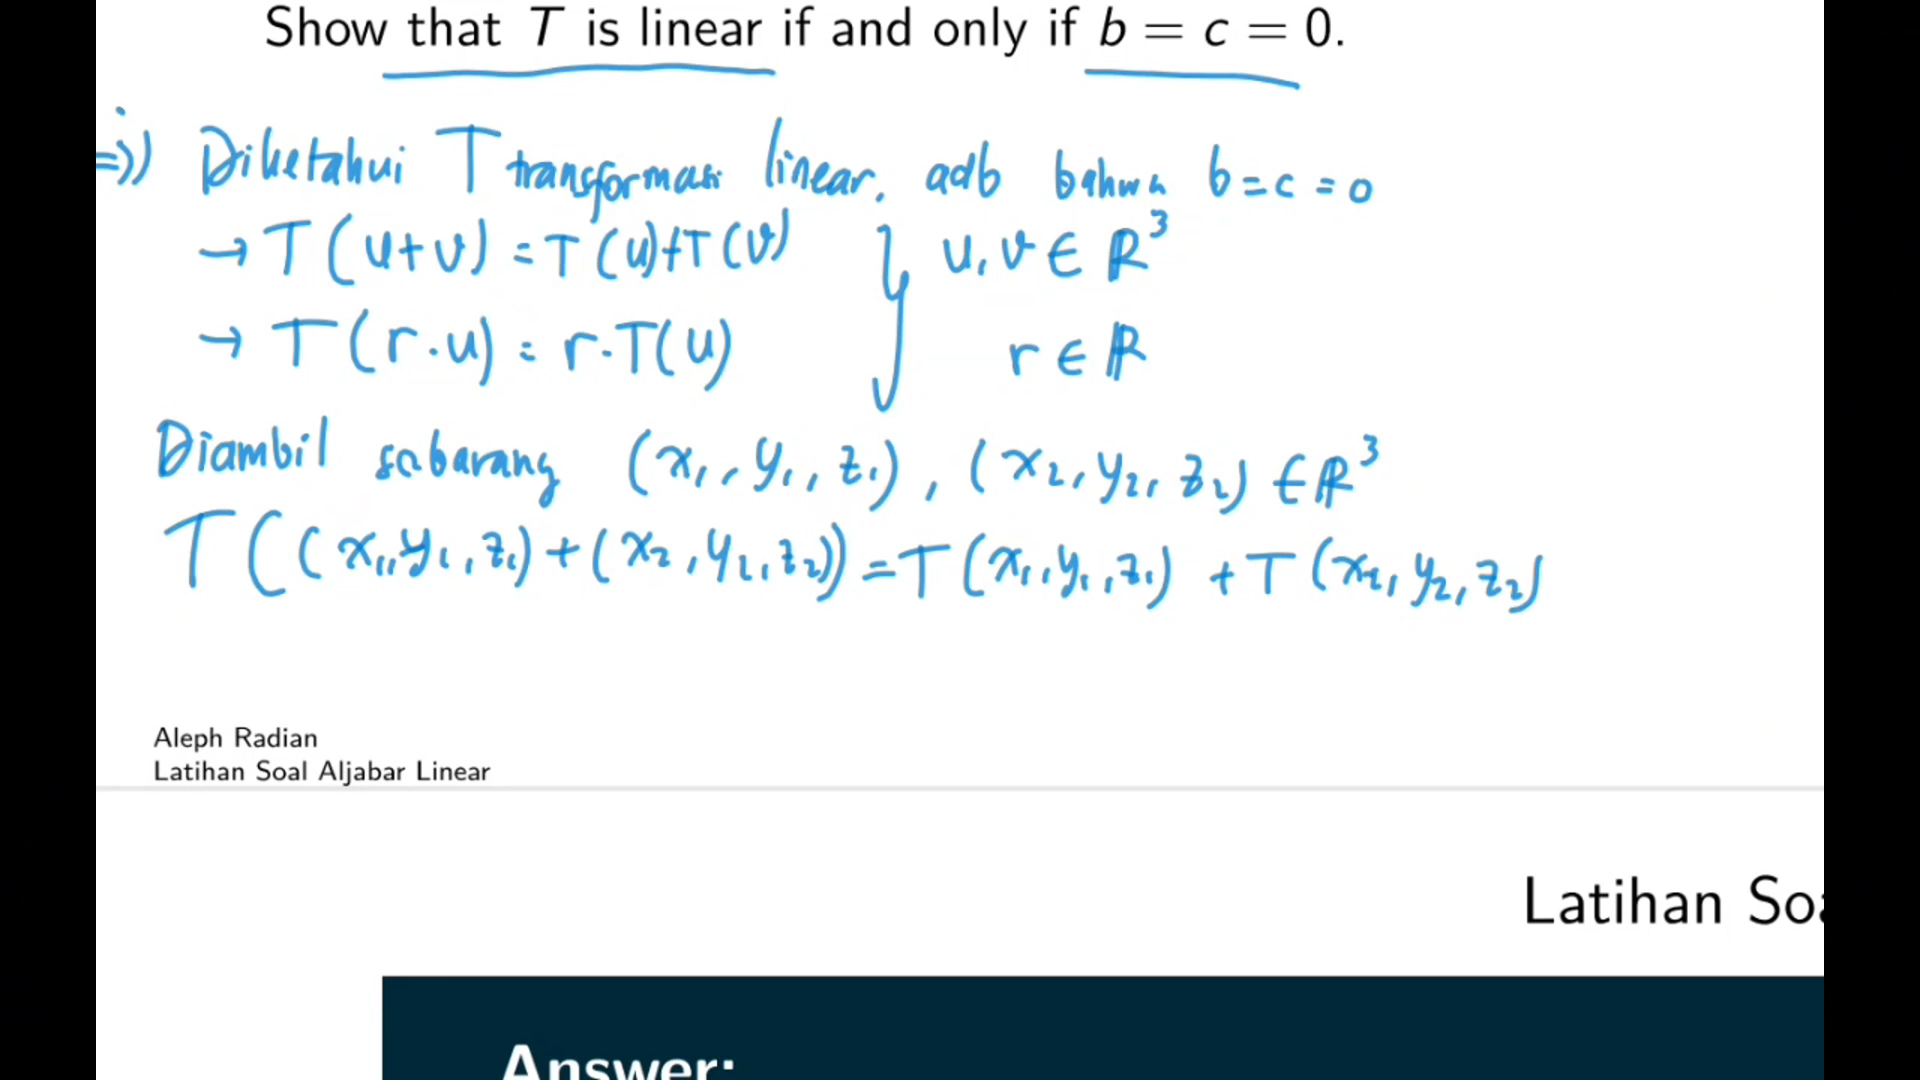 Show that T is linear if and only if b = c = 0.
⇒) Diketahui T transformasi linear, adb bahwa b = c = 0
→ T(u+v) = T(u)+T(v) } u, v ∈ ℝ³
→ T(r·u) = r·T(u) r ∈ ℝ
Diambil sebarang (x₁, y₁, z₁), (x₂, y₂, z₂) ∈ ℝ³
T((x₁, y₁, z₁)+(x₂, y₂, z₂)) = T(x₁, y₁, z₁) + T(x₂, y₂, z₂)
Aleph Radian
Latihan Soal Aljabar Linear
Latihan Soa
Answer: